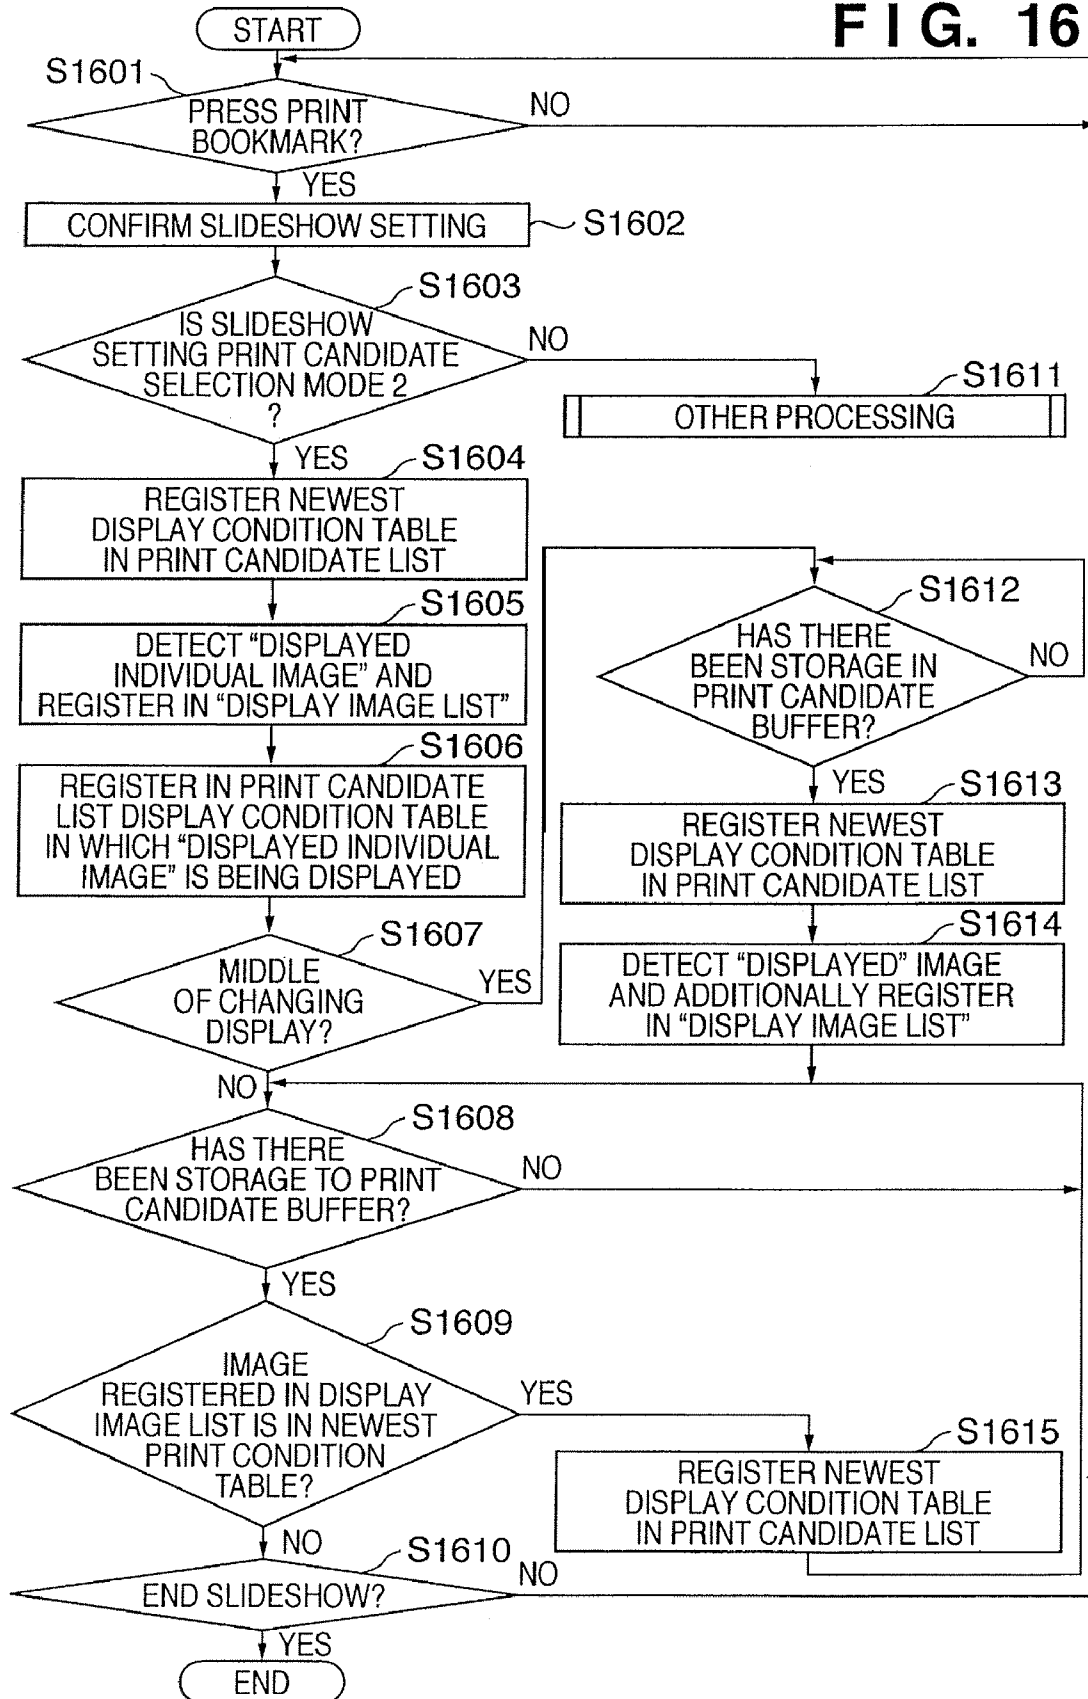 FIG. 16
START
S1601
PRESS PRINT
BOOKMARK?
NO
YES
CONFIRM SLIDESHOW SETTING
S1602
S1603
IS SLIDESHOW
SETTING PRINT CANDIDATE
SELECTION MODE 2
?
NO
S1611
OTHER PROCESSING
YES
S1604
REGISTER NEWEST
DISPLAY CONDITION TABLE
IN PRINT CANDIDATE LIST
S1605
DETECT “DISPLAYED
INDIVIDUAL IMAGE” AND
REGISTER IN “DISPLAY IMAGE LIST”
S1606
REGISTER IN PRINT CANDIDATE
LIST DISPLAY CONDITION TABLE
IN WHICH “DISPLAYED INDIVIDUAL
IMAGE” IS BEING DISPLAYED
S1607
MIDDLE
OF CHANGING
DISPLAY?
YES
NO
S1612
HAS THERE
BEEN STORAGE IN
PRINT CANDIDATE
BUFFER?
NO
YES
S1613
REGISTER NEWEST
DISPLAY CONDITION TABLE
IN PRINT CANDIDATE LIST
S1614
DETECT “DISPLAYED” IMAGE
AND ADDITIONALLY REGISTER
IN “DISPLAY IMAGE LIST”
S1608
HAS THERE
BEEN STORAGE TO PRINT
CANDIDATE BUFFER?
NO
YES
S1609
IMAGE
REGISTERED IN DISPLAY
IMAGE LIST IS IN NEWEST
PRINT CONDITION
TABLE?
YES
S1615
REGISTER NEWEST
DISPLAY CONDITION TABLE
IN PRINT CANDIDATE LIST
NO
S1610
END SLIDESHOW?
NO
YES
END